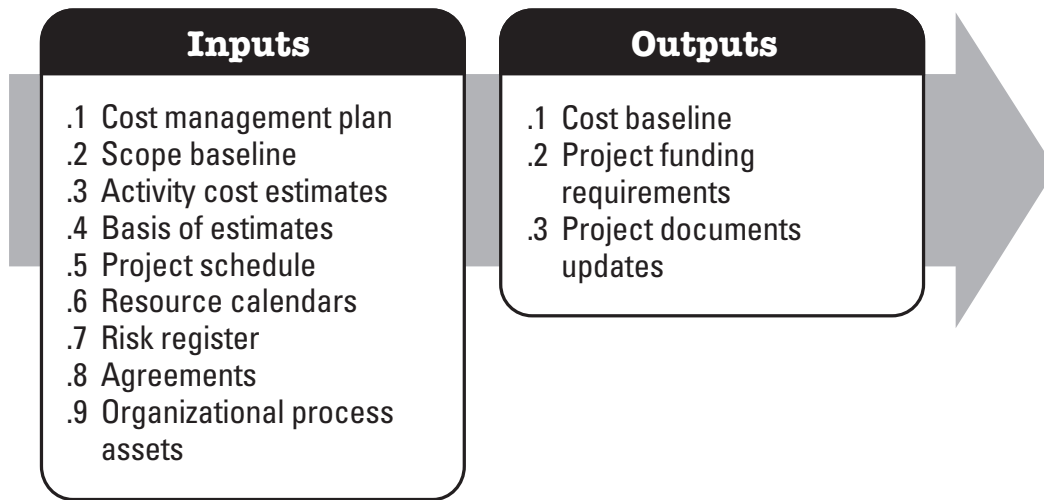 Inputs
.1 Cost management plan
.2 Scope baseline
.3 Activity cost estimates
.4 Basis of estimates
.5 Project schedule
.6 Resource calendars
.7 Risk register
.8 Agreements
.9 Organizational process
assets
Outputs
.1 Cost baseline
.2 Project funding
requirements
.3 Project documents
updates